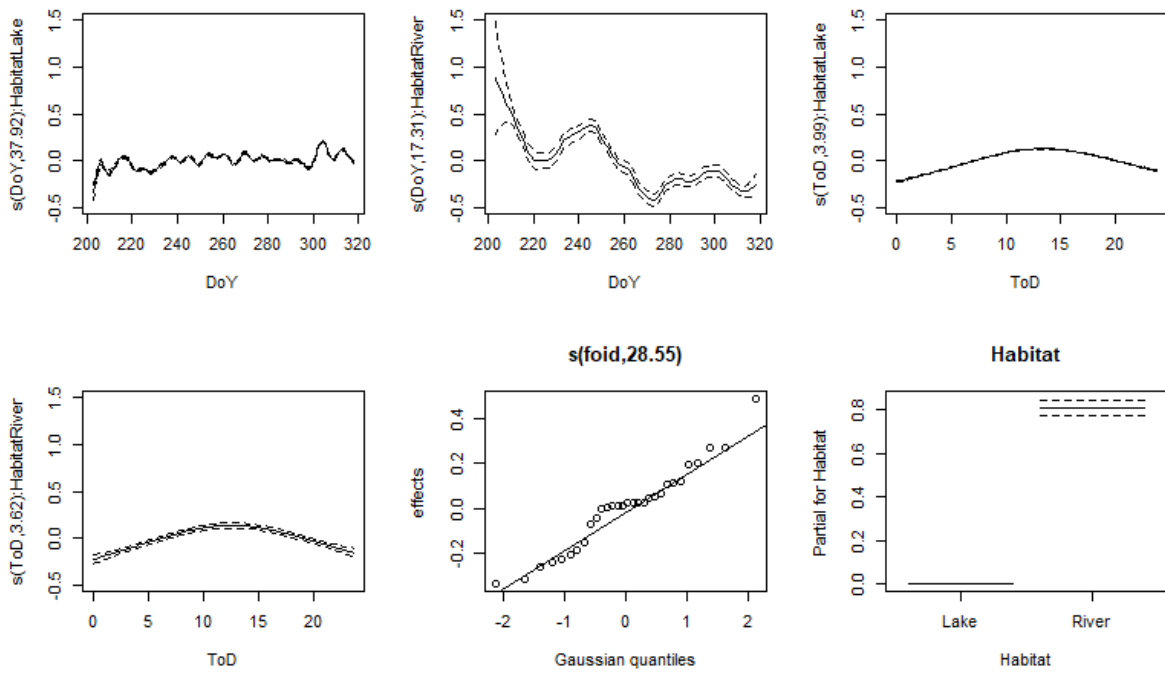 s(DoY,37.92):HabitatLake
-0.5 0.0 0.5 1.0 1.5
200 220 240 260 280 300 320
DoY
s(DoY,17.31):HabitatRiver
-0.5 0.0 0.5 1.0 1.5
200 220 240 260 280 300 320
DoY
s(ToD,3.99):HabitatLake
-0.5 0.0 0.5 1.0 1.5
0 5 10 15 20
ToD
s(ToD,3.62):HabitatRiver
-0.5 0.0 0.5 1.0 1.5
0 5 10 15 20
ToD
s(foid,28.55)
effects
-0.2 0.0 0.2 0.4
-2 -1 0 1 2
Gaussian quantiles
Habitat
Partial for Habitat
0.0 0.2 0.4 0.6 0.8
Lake River
Habitat